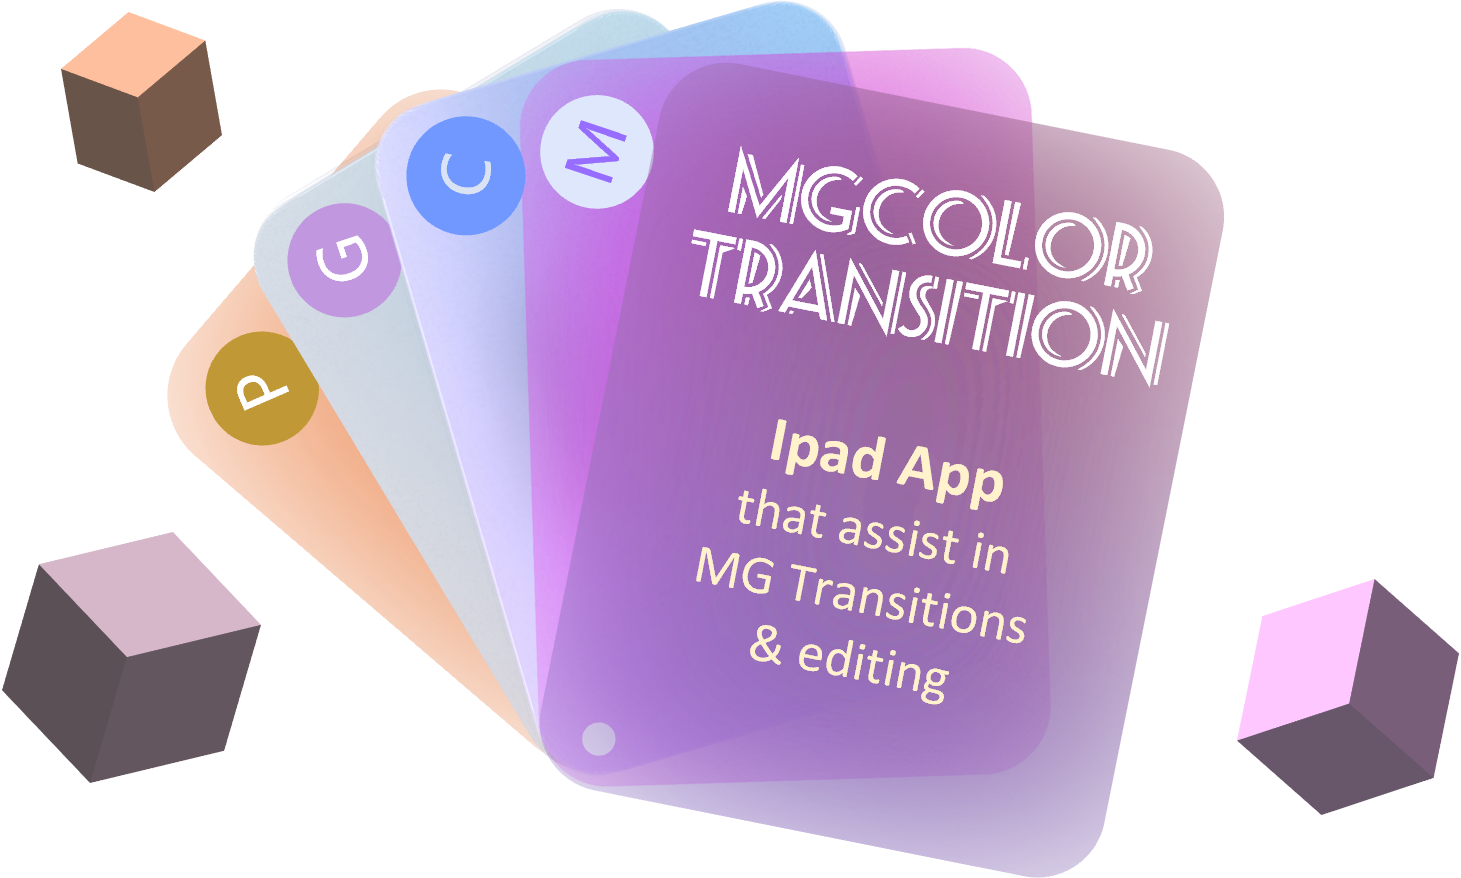 P
G
C
M
MGCOLOR
TRANSITION
Ipad App
that assist in
MG Transitions
& editing